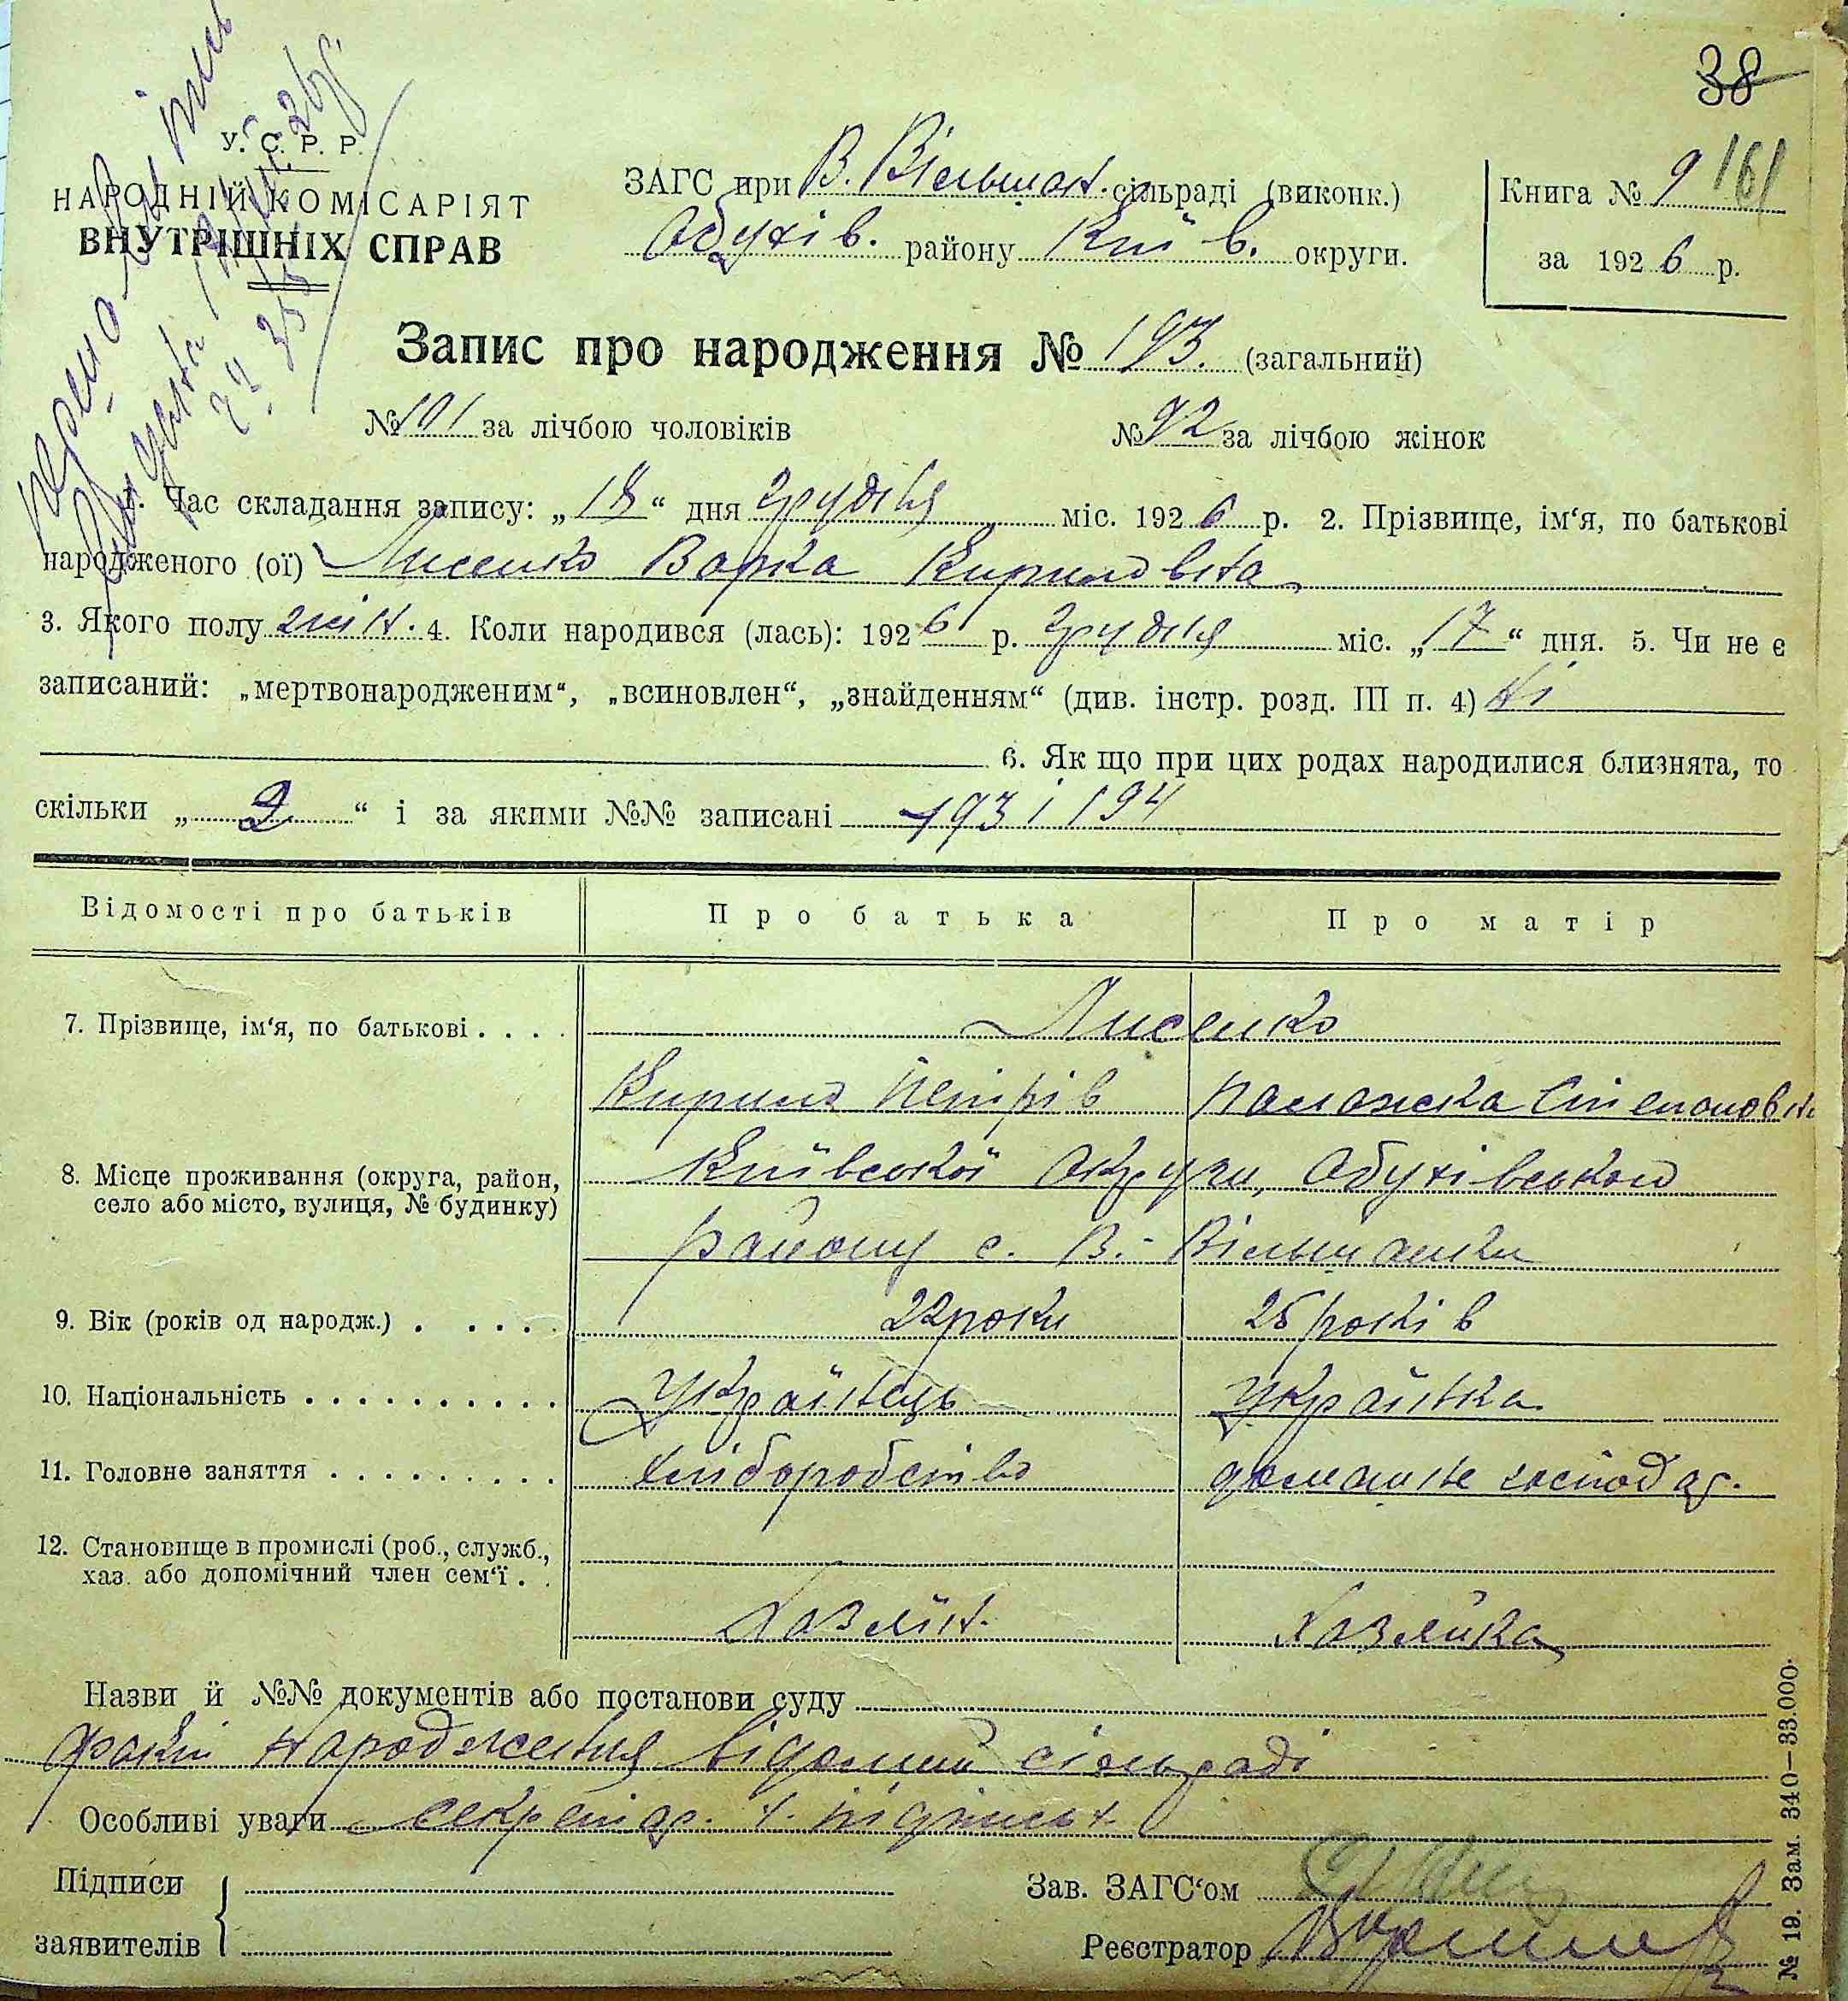 38
У. С. Р. Р.
НАРОДНІЙ КОМІСАРІЯТ
ВНУТРІШНІХ СПРАВ
ЗАГС при В. Вільшан. сільраді (виконк.)
Обухів. району Київ. округи.
Книга № 9 161
за 1926 р.
Запис про народження № 193. (загальний)
№ 101 за лічбою чоловіків № 92 за лічбою жінок
1. Час складання запису: „18“ дня грудня міс. 1926 р. 2. Прізвище, ім'я, по батькові
народженого (ої) Лисенко Варка Кириловна
3. Якого полу жін. 4. Коли народився (лась): 1926 р. грудня міс. „17“ дня. 5. Чи не є
записаний: „мертвонародженим“, „всиновлен“, „знайденням“ (див. інстр. розд. III п. 4) ні
6. Як що при цих родах народилися близнята, то
скільки „2“ і за якими №№ записані 193 і 194
Відомості про батьків Про батька Про матір
7. Прізвище, ім'я, по батькові . . . . Лисенко
Кирило Петрів Палажка Степановна
8. Місце проживання (округа, район, село або місто, вулиця, № будинку) Київської округи, Обухівського
району с. В.-Вільшанки
9. Вік (років од народж.) . . . . . 22 роки 25 років
10. Національність . . . . . . . . . . Українець Українка
11. Головне заняття . . . . . . . . . хліборобство домашнє господар.
12. Становище в промислі (роб., служб.,
хаз. або допомічний член сем'ї . .
Хазяїн. Хазяйка
Назви й №№ документів або постанови суду
факт народження відомий сільраді
Особливі уваги секретар.
Підписи
заявителів
Зав. ЗАГС'ом
Реєстратор
№ 19. Зам. 340—33.000.